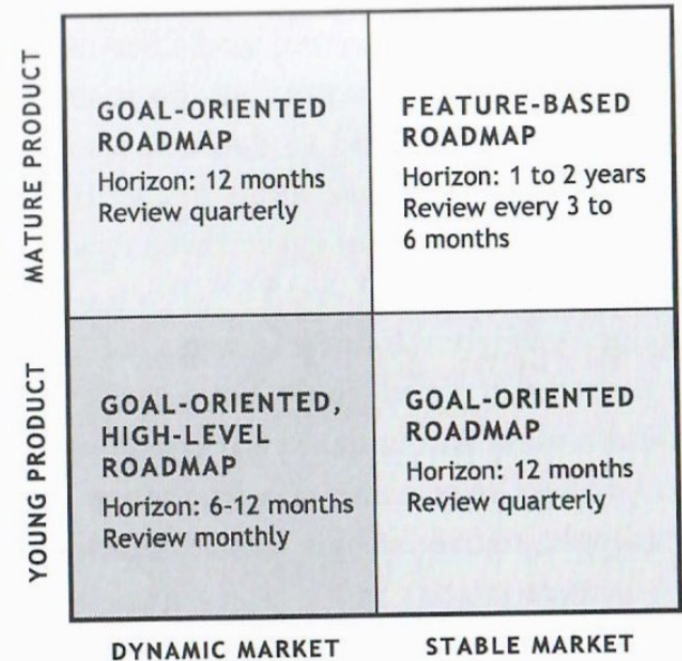 MATURE PRODUCT
GOAL-ORIENTED
ROADMAP
Horizon: 12 months
Review quarterly
FEATURE-BASED
ROADMAP
Horizon: 1 to 2 years
Review every 3 to
6 months
YOUNG PRODUCT
GOAL-ORIENTED,
HIGH-LEVEL
ROADMAP
Horizon: 6-12 months
Review monthly
GOAL-ORIENTED
ROADMAP
Horizon: 12 months
Review quarterly
DYNAMIC MARKET
STABLE MARKET